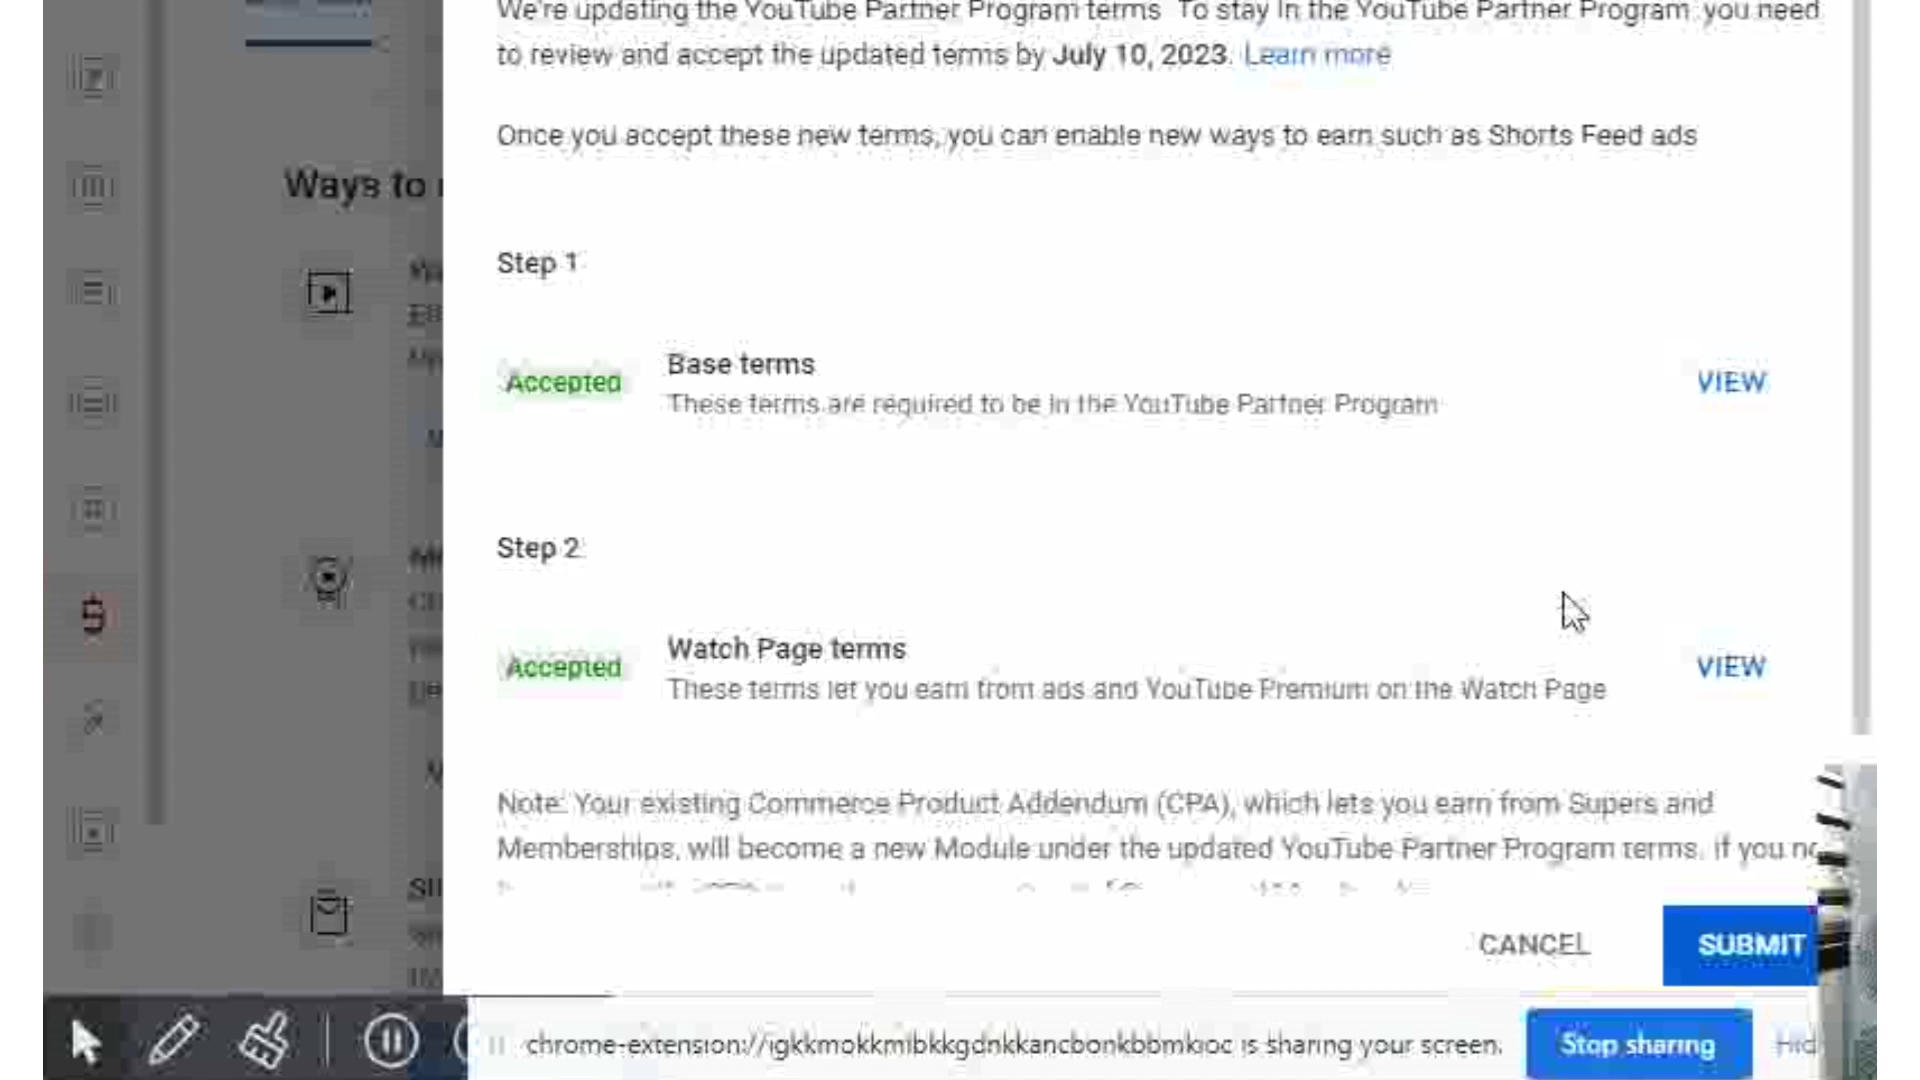 We're updating the YouTube Partner Program terms. To stay in the YouTube Partner Program, you need
to review and accept the updated terms by July 10, 2023. Learn more
Once you accept these new terms, you can enable new ways to earn such as Shorts Feed ads
Ways to
Step 1
Accepted
Base terms
These terms are required to be in the YouTube Partner Program
VIEW
Step 2
Accepted
Watch Page terms
These terms let you earn from ads and YouTube Premium on the Watch Page
VIEW
Note: Your existing Commerce Product Addendum (CPA), which lets you earn from Supers and
Memberships, will become a new Module under the updated YouTube Partner Program terms. If you
CANCEL
SUBMIT
is sharing your screen.
Stop sharing